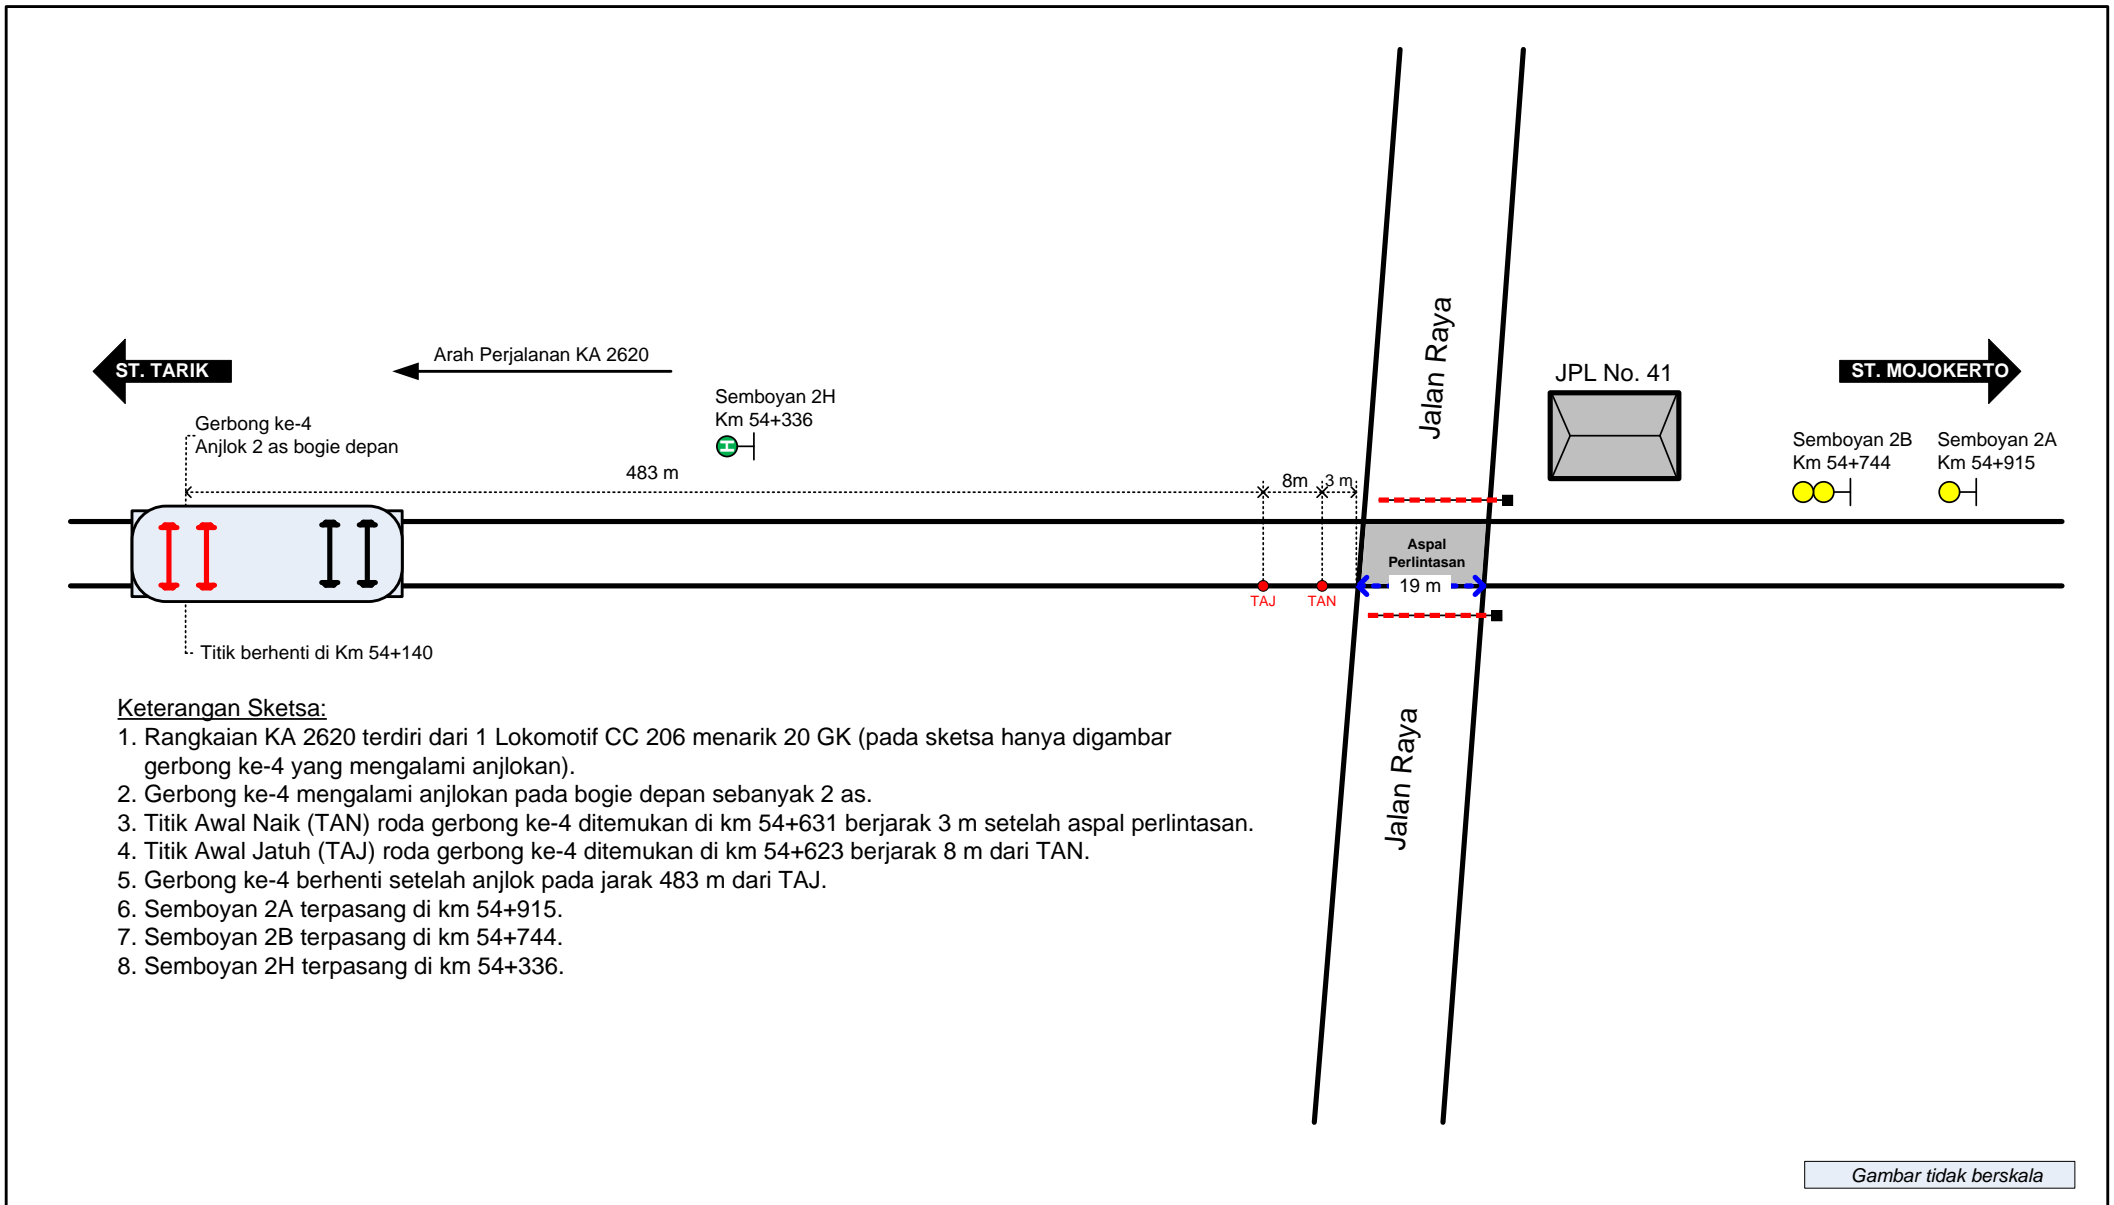 Jalan Raya
ST. TARIK
Arah Perjalanan KA 2620
JPL No. 41
ST. MOJOKERTO
Semboyan 2H
Km 54+336
H
Gerbong ke-4
Anjlok 2 as bogie depan
Semboyan 2B
Km 54+744
Semboyan 2A
Km 54+915
483 m
8m
3 m
Aspal
Perlintasan
19 m
TAJ
TAN
Titik berhenti di Km 54+140
Jalan Raya
Keterangan Sketsa:
1. Rangkaian KA 2620 terdiri dari 1 Lokomotif CC 206 menarik 20 GK (pada sketsa hanya digambar
gerbong ke-4 yang mengalami anjlokan).
2. Gerbong ke-4 mengalami anjlokan pada bogie depan sebanyak 2 as.
3. Titik Awal Naik (TAN) roda gerbong ke-4 ditemukan di km 54+631 berjarak 3 m setelah aspal perlintasan.
4. Titik Awal Jatuh (TAJ) roda gerbong ke-4 ditemukan di km 54+623 berjarak 8 m dari TAN.
5. Gerbong ke-4 berhenti setelah anjlok pada jarak 483 m dari TAJ.
6. Semboyan 2A terpasang di km 54+915.
7. Semboyan 2B terpasang di km 54+744.
8. Semboyan 2H terpasang di km 54+336.
Gambar tidak berskala